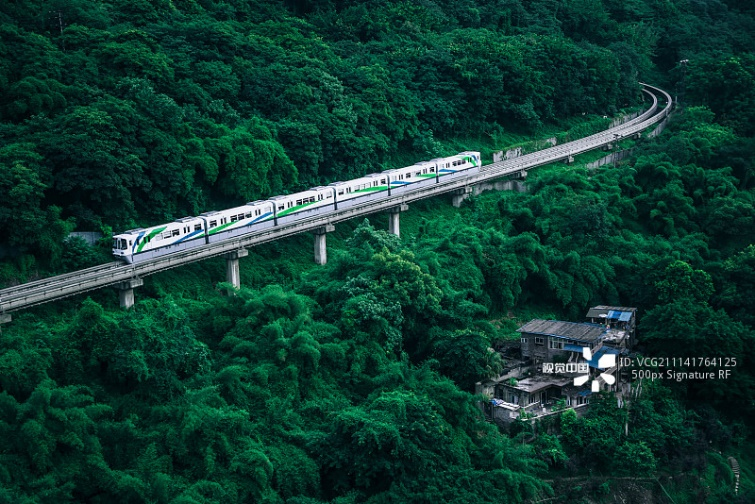 视觉中国
ID: VCG211141764125
500px Signature RF